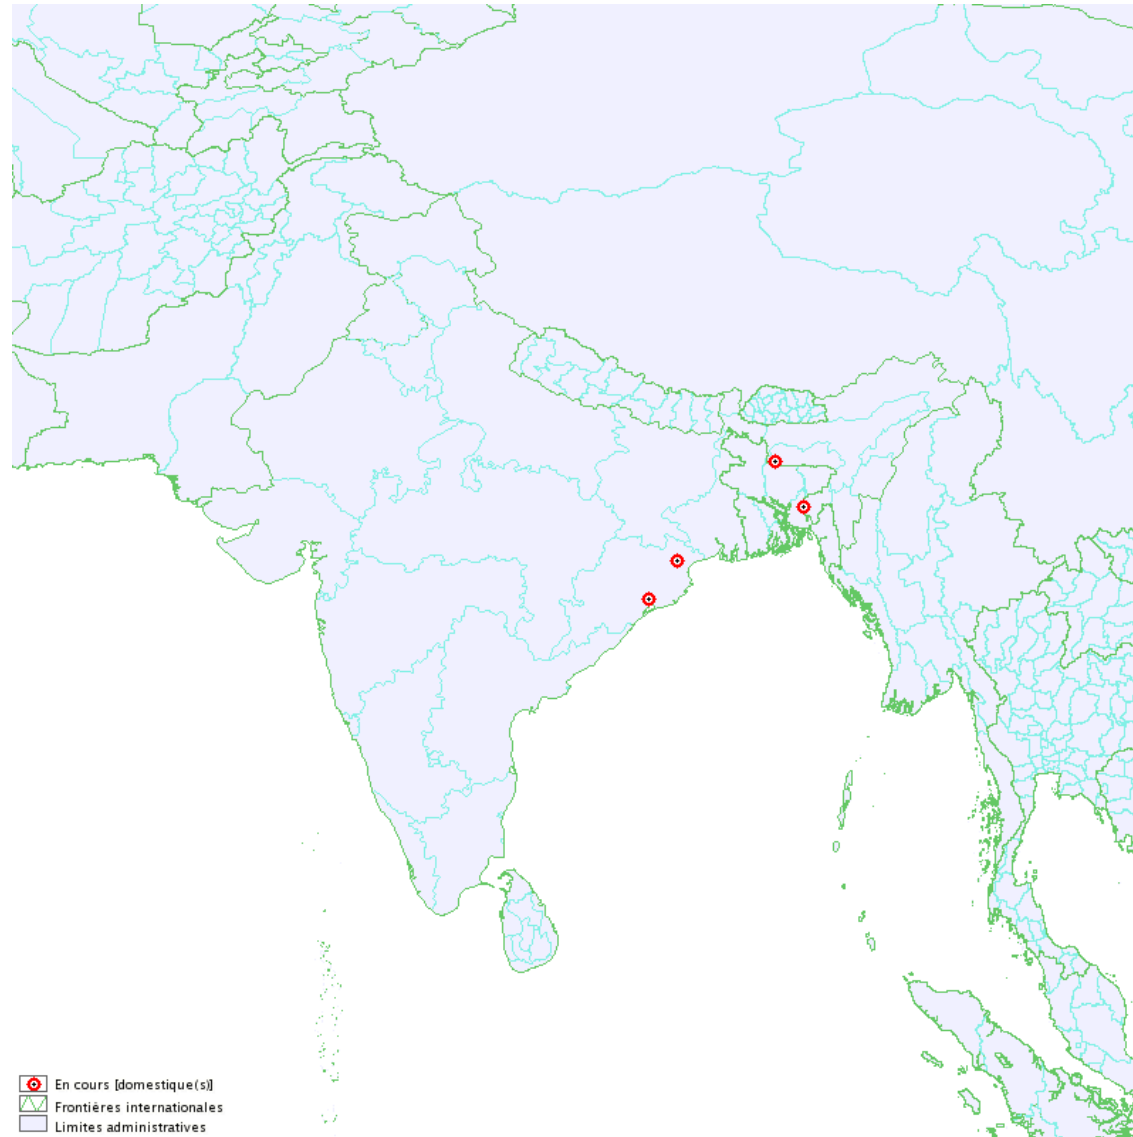 En cours [domestique(s)]
Frontières internationales
Limites administratives